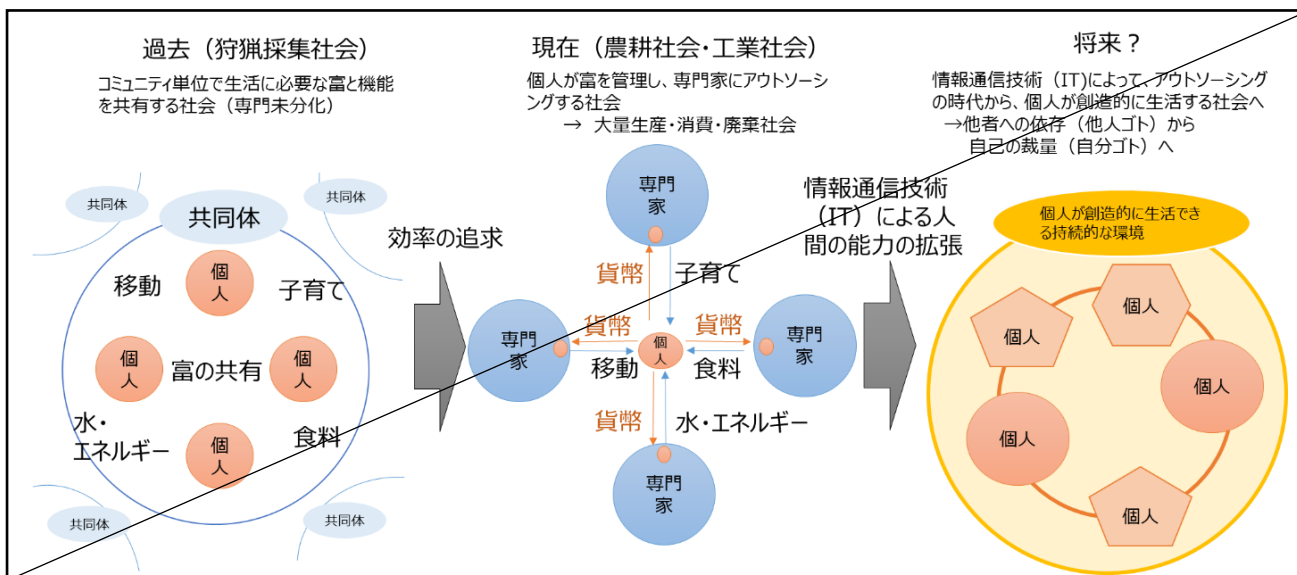 過去（狩猟採集社会）
コミュニティ単位で生活に必要な富と機能
を共有する社会（専門未分化）
共同体
共同体
共同体
個
人
移動
子育て
個
人
富の共有
個
人
水・
エネルギー
個
人
食料
共同体
共同体
効率の追求
現在（農耕社会・工業社会）
個人が富を管理し、専門家にアウトソーシ
ングする社会
→ 大量生産・消費・廃棄社会
専門
家
貨幣
子育て
専門
家
貨幣
貨幣
専門
家
個
人
移動
食料
貨幣
水・エネルギー
専門
家
情報通信技術
（IT）による人
間の能力の拡張
将来？
情報通信技術（IT)によって、アウトソーシング
の時代から、個人が創造的に生活する社会へ
→他者への依存（他人ゴト）から
自己の裁量（自分ゴト）へ
個人が創造的に生活でき
る持続的な環境
個人
個人
個人
個人
個人